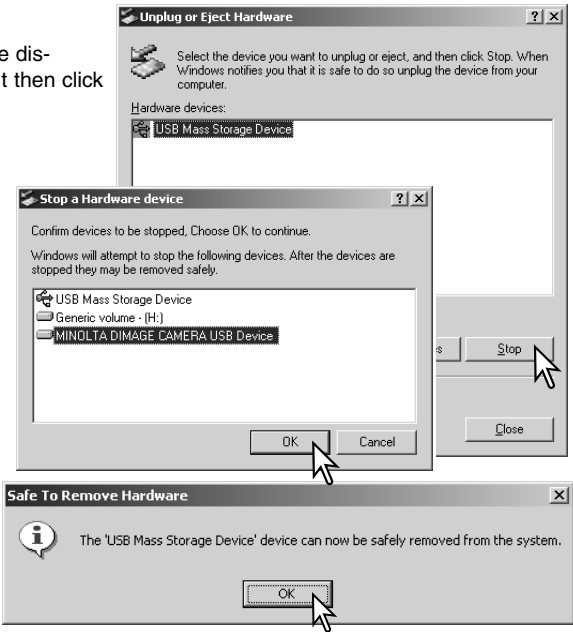 Unplug or Eject Hardware
e dis-
t then click
Select the device you want to unplug or eject, and then click Stop. When
Windows notifies you that it is safe to do so unplug the device from your
computer.
Hardware devices:
USB Mass Storage Device
Stop a Hardware device
Confirm devices to be stopped, Choose OK to continue.
Windows will attempt to stop the following devices. After the devices are
stopped they may be removed safely.
USB Mass Storage Device
Generic volume - (H:)
MINOLTA DIMAGE CAMERA USB Device
s
Stop
Close
OK
Cancel
Safe To Remove Hardware
The 'USB Mass Storage Device' device can now be safely removed from the system.
OK